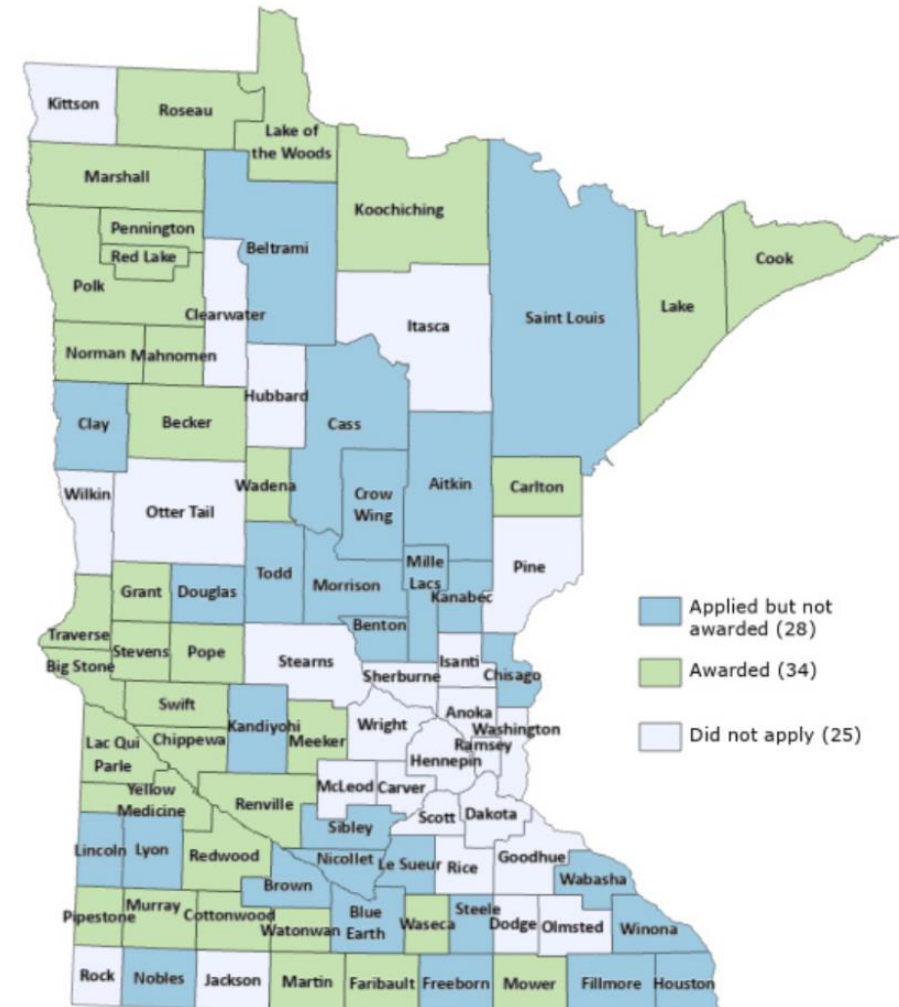 Kittson
Roseau
Lake of
the Woods
Marshall
Koochiching
Pennington
Red Lake
Beltrami
Polk
Cook
Lake
Clearwater
Saint Louis
Itasca
Norman
Mahnomen
Hubbard
Clay
Becker
Cass
Wilkin
Otter Tail
Wadena
Crow
Wing
Aitkin
Carlton
Pine
Grant
Douglas
Todd
Morrison
Mille
Lacs
Kanabec
Traverse
Benton
Big Stone
Stevens
Pope
Stearns
Isanti
Sherburne
Chisago
Swift
Kandiyohi
Meeker
Wright
Anoka
Washington
Ramsey
Hennepin
Lac Qui
Parle
Chippewa
Yellow
Medicine
Renville
McLeod
Carver
Scott
Dakota
Sibley
Lincoln
Lyon
Redwood
Nicollet
Le Sueur
Rice
Goodhue
Wabasha
Brown
Pipestone
Murray
Cottonwood
Watonwan
Blue
Earth
Waseca
Steele
Dodge
Olmsted
Winona
Rock
Nobles
Jackson
Martin
Faribault
Freeborn
Mower
Fillmore
Houston
Applied but not
awarded (28)
Awarded (34)
Did not apply (25)